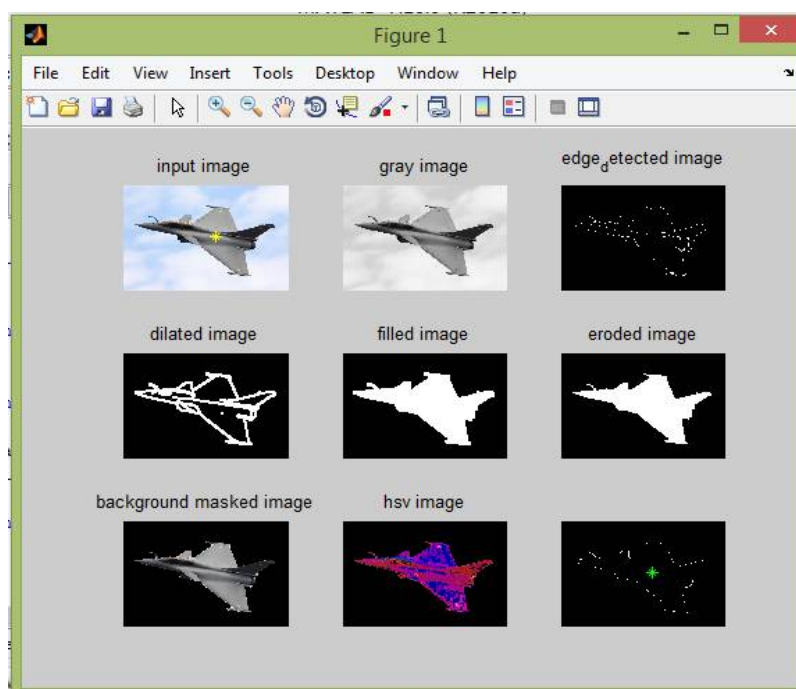 Figure 1
File Edit View Insert Tools Desktop Window Help
input image
gray image
edge_detected image
dilated image
filled image
eroded image
background masked image
hsv image